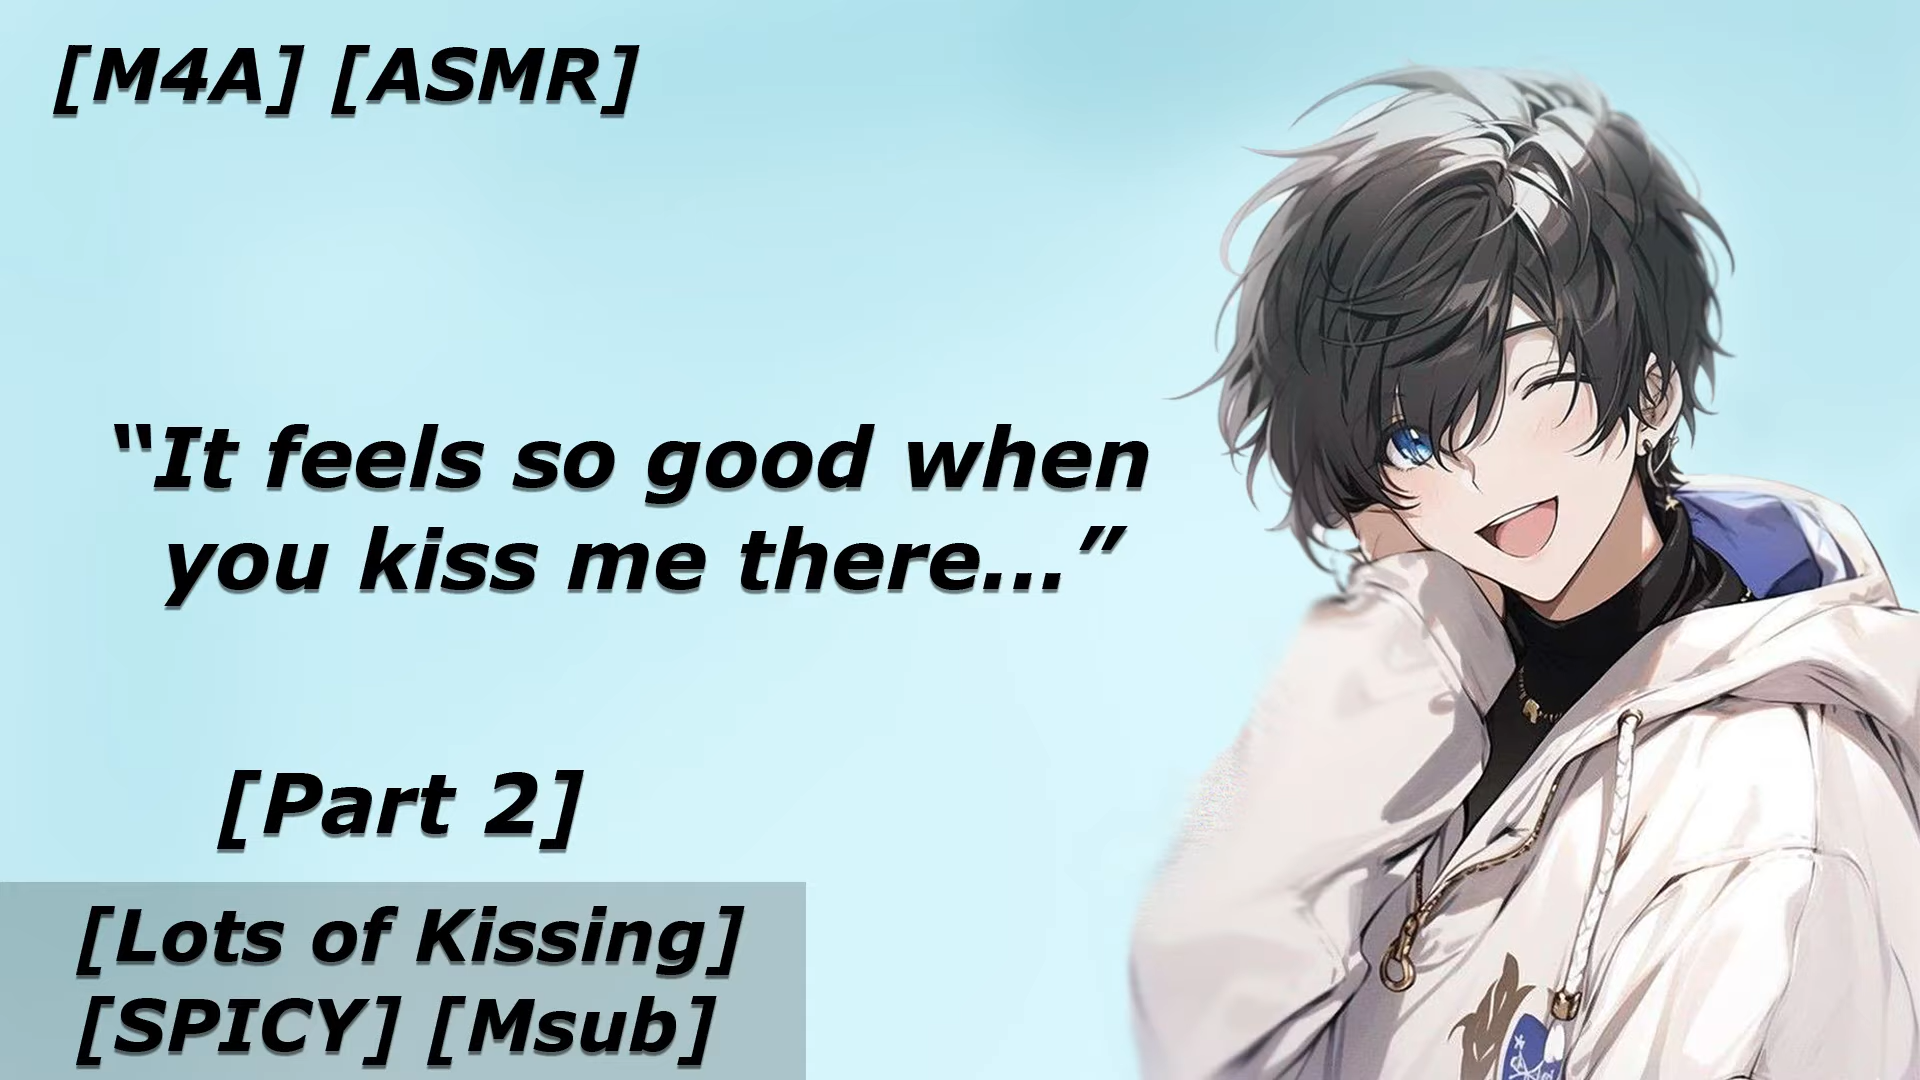 [M4A] [ASMR]
“It feels so good when
you kiss me there...”
[Part 2]
[Lots of Kissing]
[SPICY] [Msub]